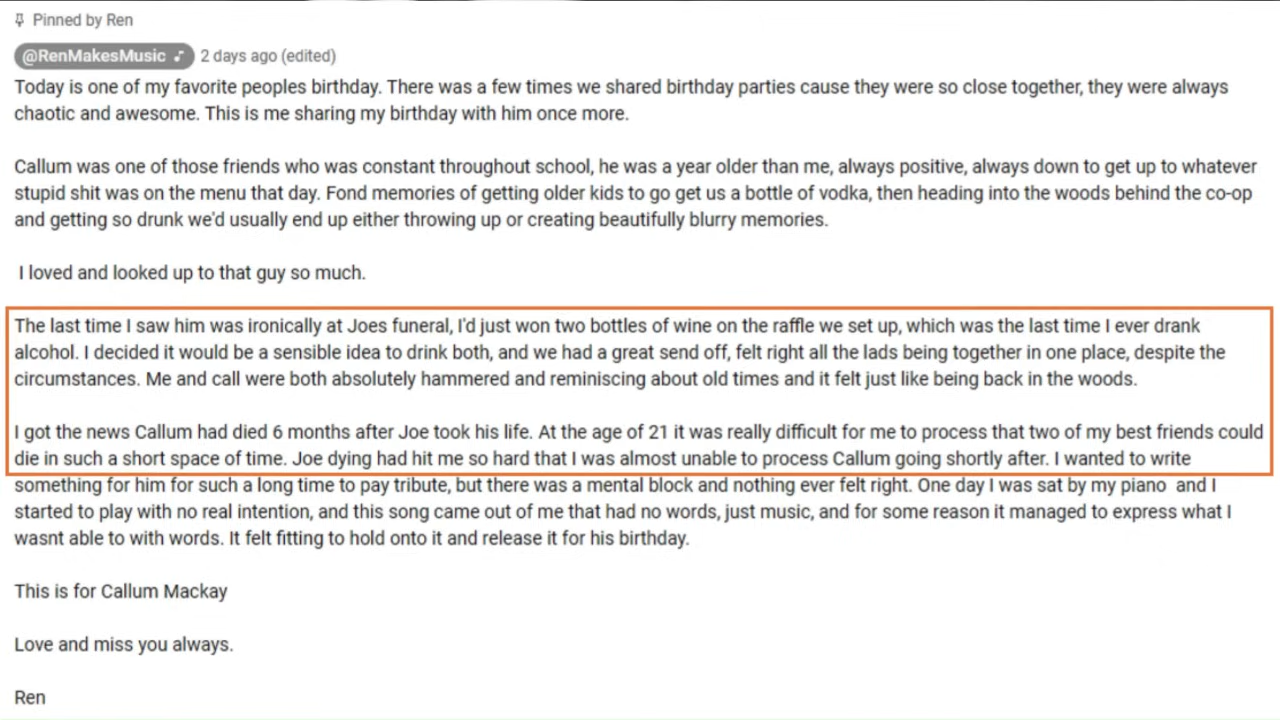 Pinned by Ren
@RenMakesMusic 2 days ago (edited)
Today is one of my favorite peoples birthday. There was a few times we shared birthday parties cause they were so close together, they were always
chaotic and awesome. This is me sharing my birthday with him once more.
Callum was one of those friends who was constant throughout school, he was a year older than me, always positive, always down to get up to whatever
stupid shit was on the menu that day. Fond memories of getting older kids to go get us a bottle of vodka, then heading into the woods behind the co-op
and getting so drunk we'd usually end up either throwing up or creating beautifully blurry memories.
I loved and looked up to that guy so much.
The last time I saw him was ironically at Joes funeral, I'd just won two bottles of wine on the raffle we set up, which was the last time I ever drank
alcohol. I decided it would be a sensible idea to drink both, and we had a great send off, felt right all the lads being together in one place, despite the
circumstances. Me and call were both absolutely hammered and reminiscing about old times and it felt just like being back in the woods.
I got the news Callum had died 6 months after Joe took his life. At the age of 21 it was really difficult for me to process that two of my best friends could
die in such a short space of time. Joe dying had hit me so hard that I was almost unable to process Callum going shortly after. I wanted to write
something for him for such a long time to pay tribute, but there was a mental block and nothing ever felt right. One day I was sat by my piano and I
started to play with no real intention, and this song came out of me that had no words, just music, and for some reason it managed to express what I
wasnt able to with words. It felt fitting to hold onto it and release it for his birthday.
This is for Callum Mackay
Love and miss you always.
Ren